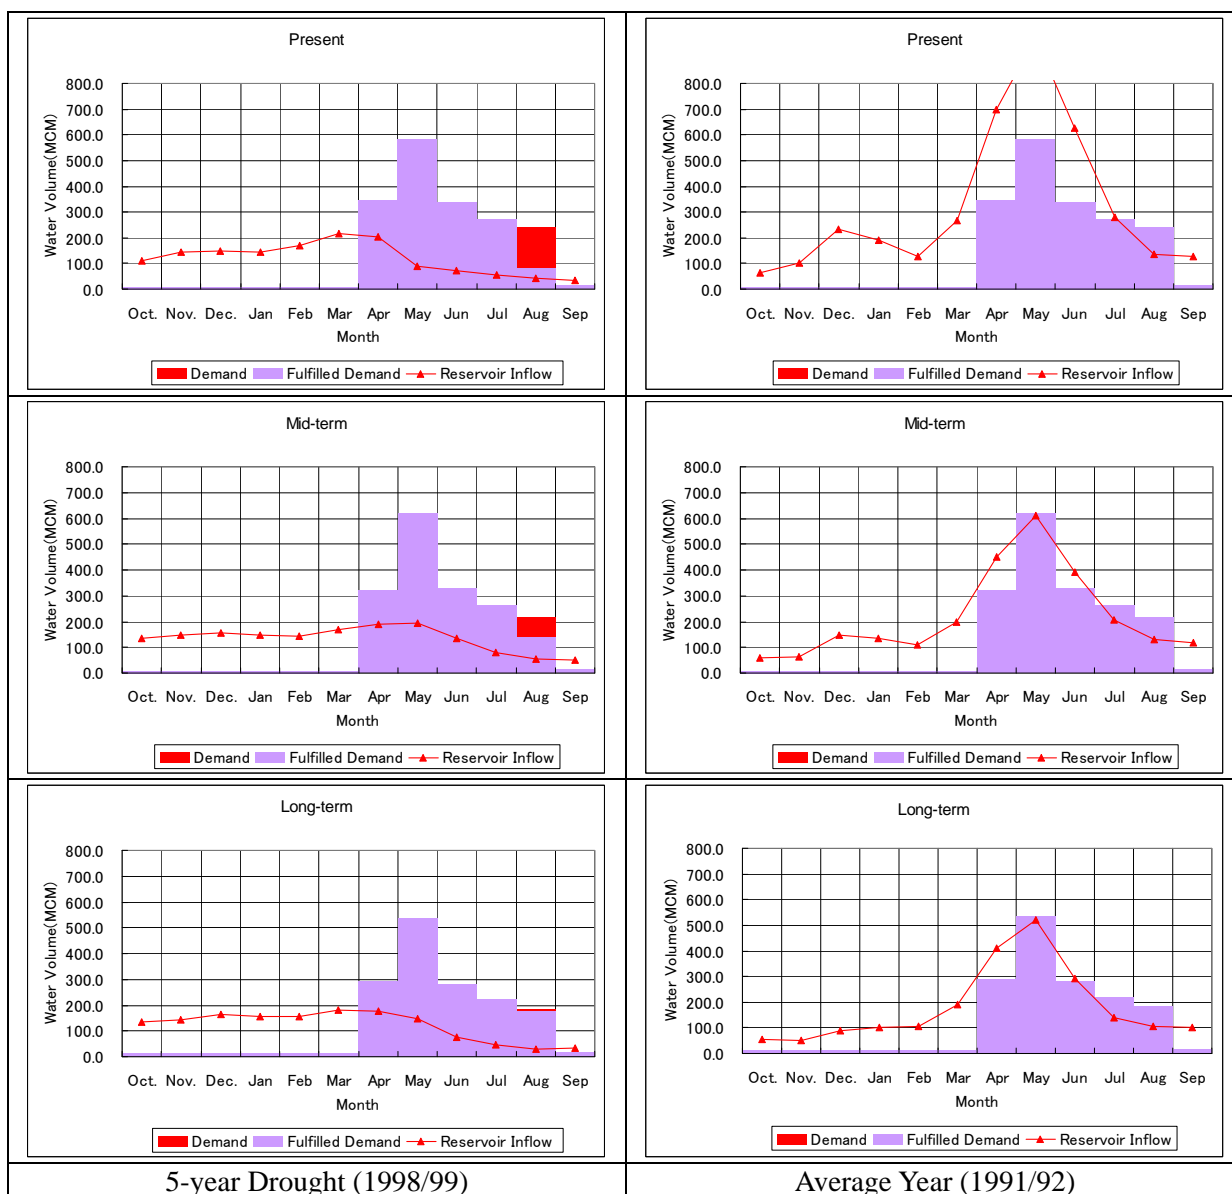 Present
Water Volume(MCM)
800.0
700.0
600.0
500.0
400.0
300.0
200.0
100.0
0.0
Oct. Nov. Dec. Jan Feb Mar Apr May Jun Jul Aug Sep
Month
Demand Fulfilled Demand Reservoir Inflow
Present
Water Volume(MCM)
800.0
700.0
600.0
500.0
400.0
300.0
200.0
100.0
0.0
Oct. Nov. Dec. Jan Feb Mar Apr May Jun Jul Aug Sep
Month
Demand Fulfilled Demand Reservoir Inflow
Mid-term
Water Volume(MCM)
800.0
700.0
600.0
500.0
400.0
300.0
200.0
100.0
0.0
Oct. Nov. Dec. Jan Feb Mar Apr May Jun Jul Aug Sep
Month
Demand Fulfilled Demand Reservoir Inflow
Mid-term
Water Volume(MCM)
800.0
700.0
600.0
500.0
400.0
300.0
200.0
100.0
0.0
Oct. Nov. Dec. Jan Feb Mar Apr May Jun Jul Aug Sep
Month
Demand Fulfilled Demand Reservoir Inflow
Long-term
Water Volume(MCM)
800.0
700.0
600.0
500.0
400.0
300.0
200.0
100.0
0.0
Oct. Nov. Dec. Jan Feb Mar Apr May Jun Jul Aug Sep
Month
Demand Fulfilled Demand Reservoir Inflow
Long-term
Water Volume(MCM)
800.0
700.0
600.0
500.0
400.0
300.0
200.0
100.0
0.0
Oct. Nov. Dec. Jan Feb Mar Apr May Jun Jul Aug Sep
Month
Demand Fulfilled Demand Reservoir Inflow
5-year Drought (1998/99)
Average Year (1991/92)